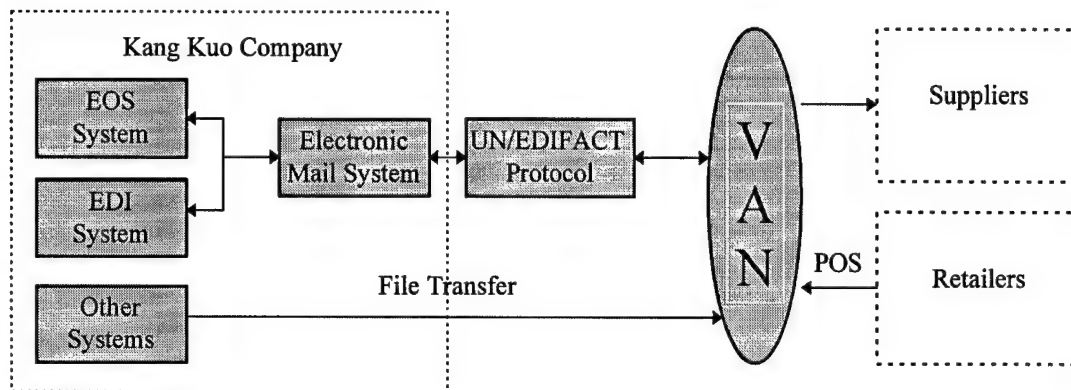 Kang Kuo Company
EOS
System
EDI
System
Other
Systems
Electronic
Mail System
UN/EDIFACT
Protocol
File Transfer
V
A
N
POS
Suppliers
Retailers